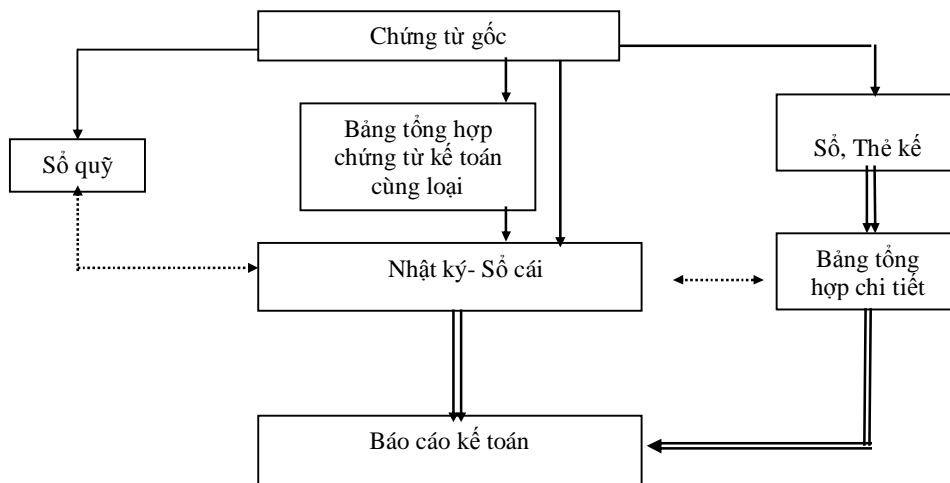 Chứng từ gốc
Bảng tổng hợp
chứng từ kế toán
cùng loại
Sổ quỹ
Sổ, Thẻ kế
Nhật ký- Sổ cái
Bảng tổng
hợp chi tiết
Báo cáo kế toán